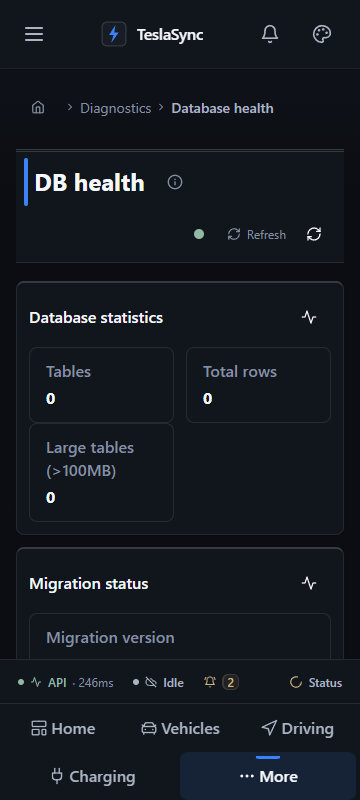 TeslaSync
Diagnostics Database health
DB health
Refresh
Database statistics
Tables
0
Total rows
0
Large tables
(>100MB)
0
Migration status
Migration version
API · 246ms Idle 2 Status
Home Vehicles Driving
Charging More